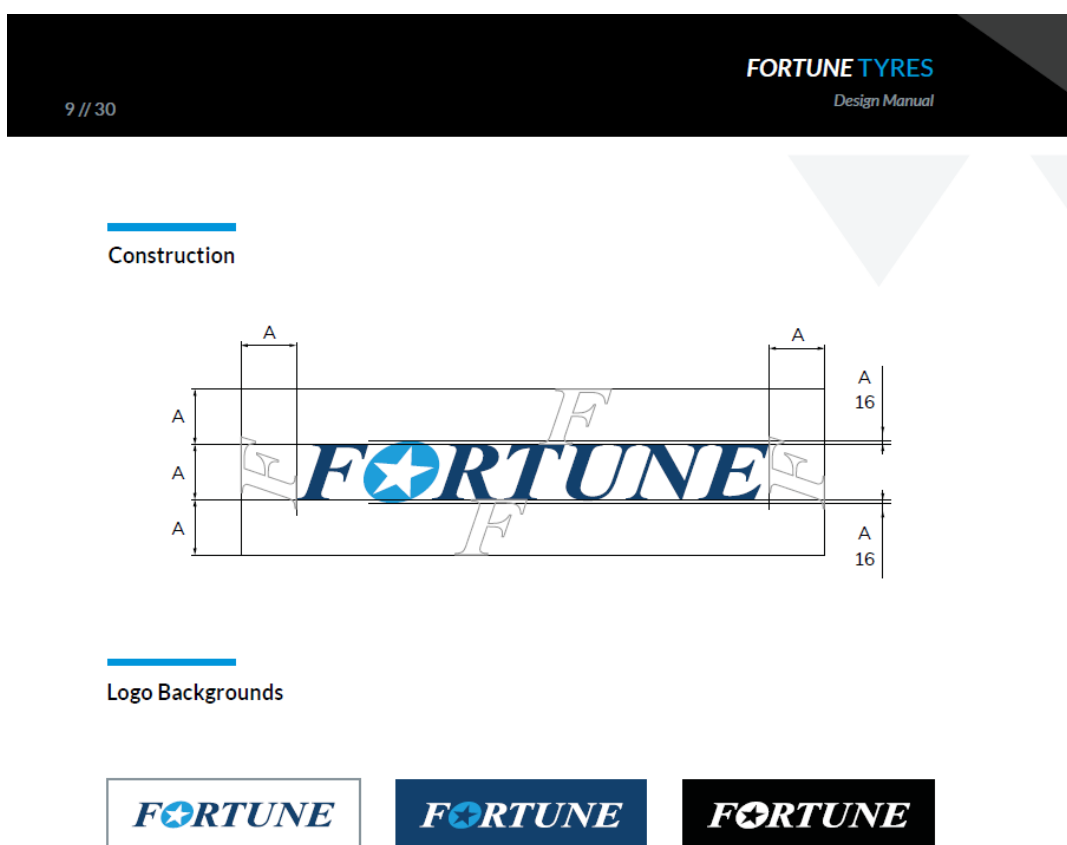 FORTUNE TYRES
Design Manual
9 // 30
Construction
A
A
A
16
A
A
FORTUNE
A
A
16
Logo Backgrounds
FORTUNE
FORTUNE
FORTUNE